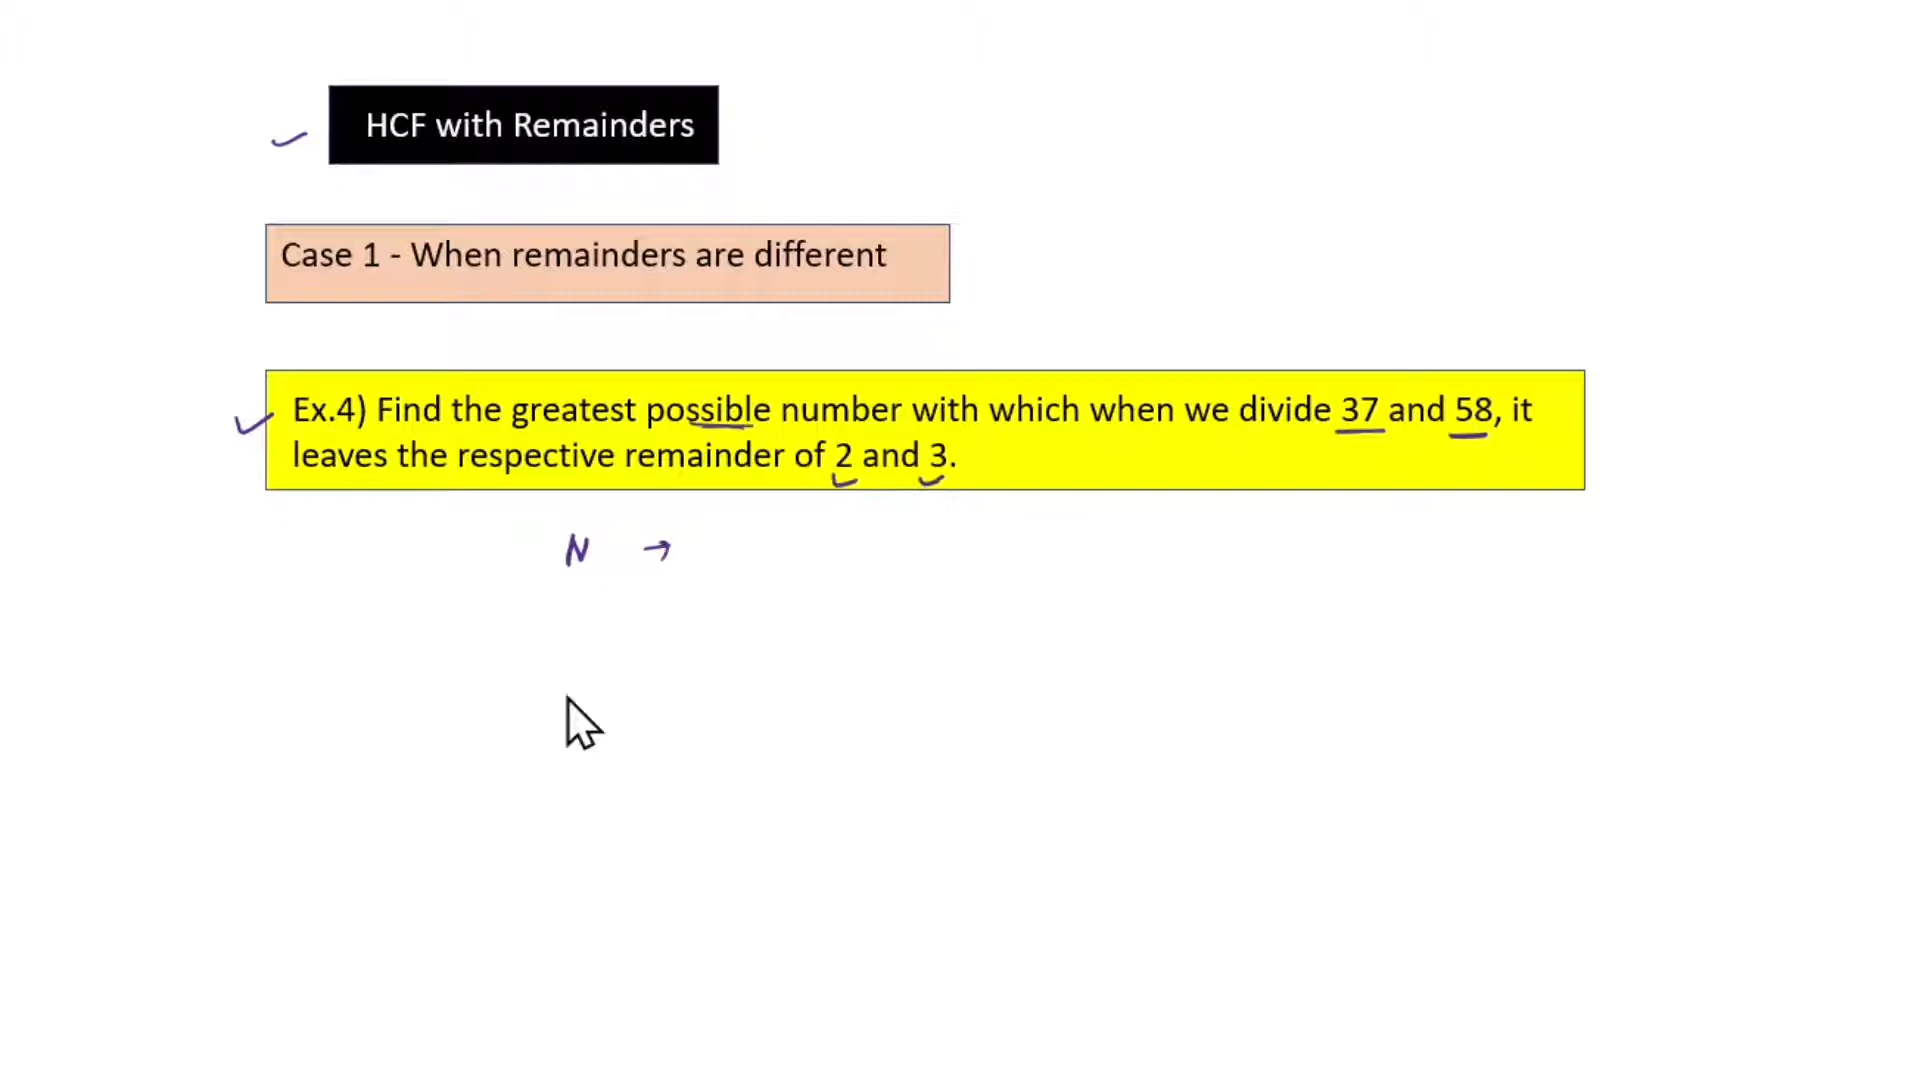 HCF with Remainders
Case 1 - When remainders are different
Ex.4) Find the greatest possible number with which when we divide 37 and 58, it
leaves the respective remainder of 2 and 3.
N →